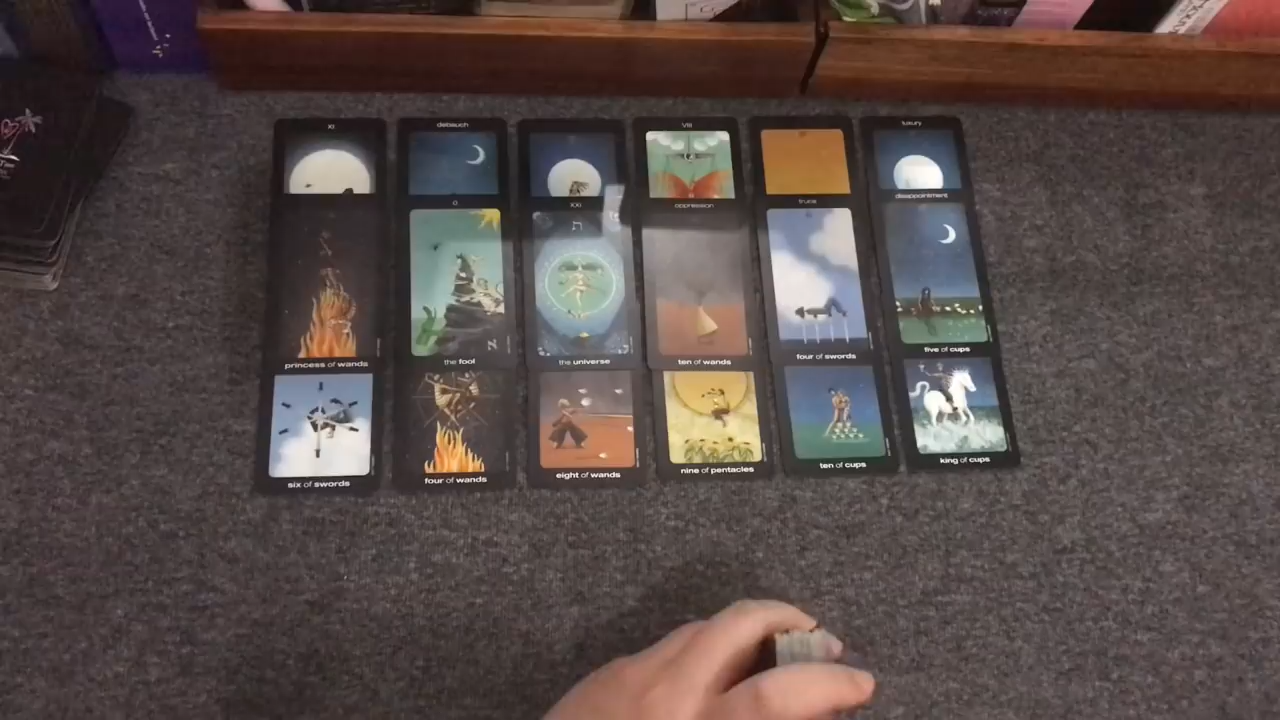 XI
debauch
VIII
luxury
0
XXI
oppression
truce
disappointment
princess of wands
the fool
the universe
ten of wands
four of swords
five of cups
six of swords
four of wands
eight of wands
nine of pentacles
ten of cups
king of cups